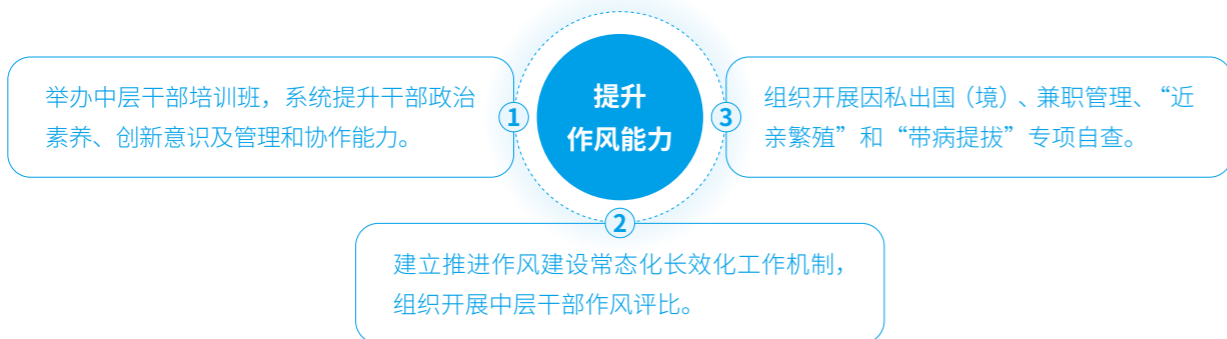 提升
作风能力
1
举办中层干部培训班，系统提升干部政治
素养、创新意识及管理和协作能力。
2
建立推进作风建设常态化长效化工作机制，
组织开展中层干部作风评比。
3
组织开展因私出国（境）、兼职管理、“近
亲繁殖”和“带病提拔”专项自查。